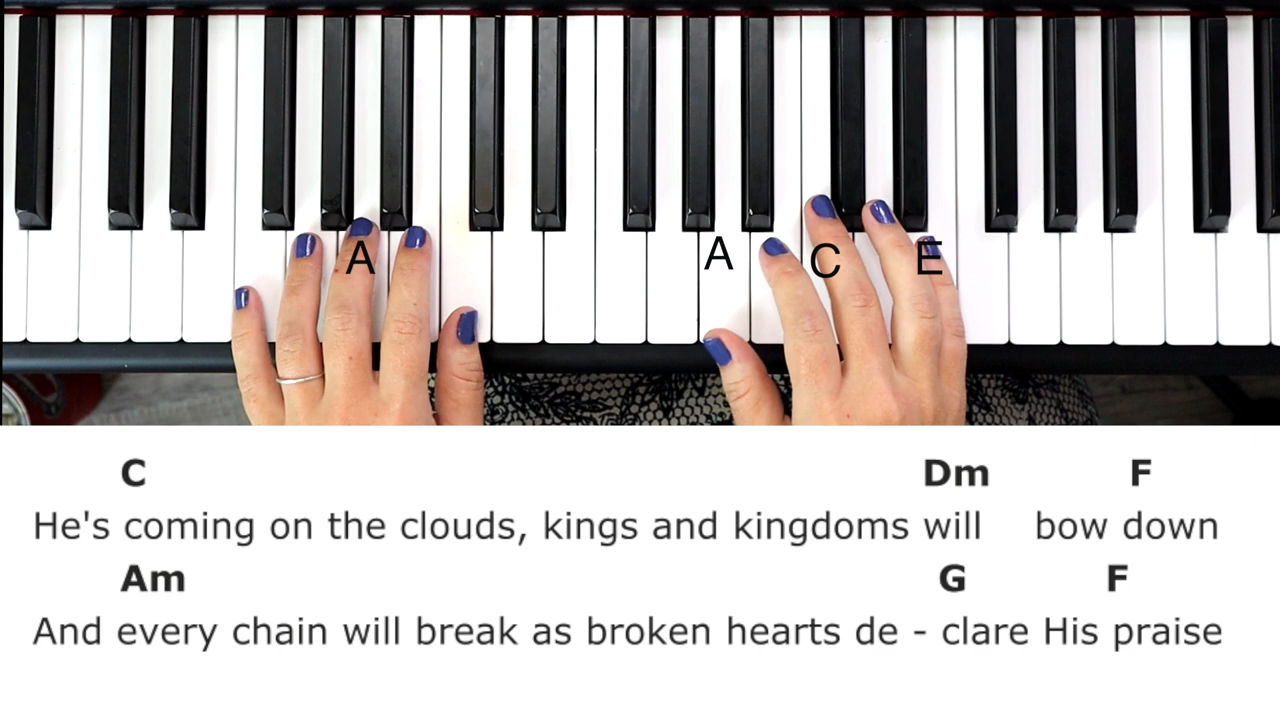 A A C E
C Dm F
He's coming on the clouds, kings and kingdoms will bow down
Am G F
And every chain will break as broken hearts de - clare His praise